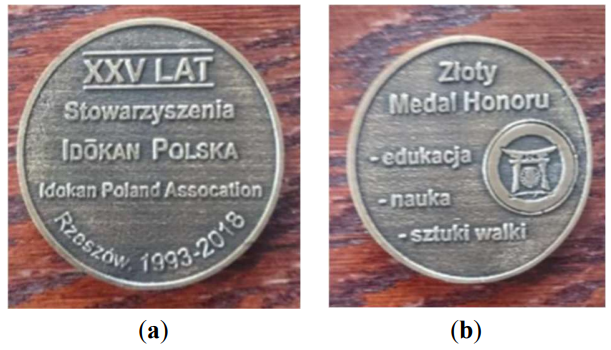 XXV LAT
Stowarzyszenia
IDŌKAN POLSKA
Idokan Poland Assocation
Rzeszów, 1993-2018
(a)
Złoty
Medal Honoru
- edukacja
- nauka
- sztuki walki
(b)